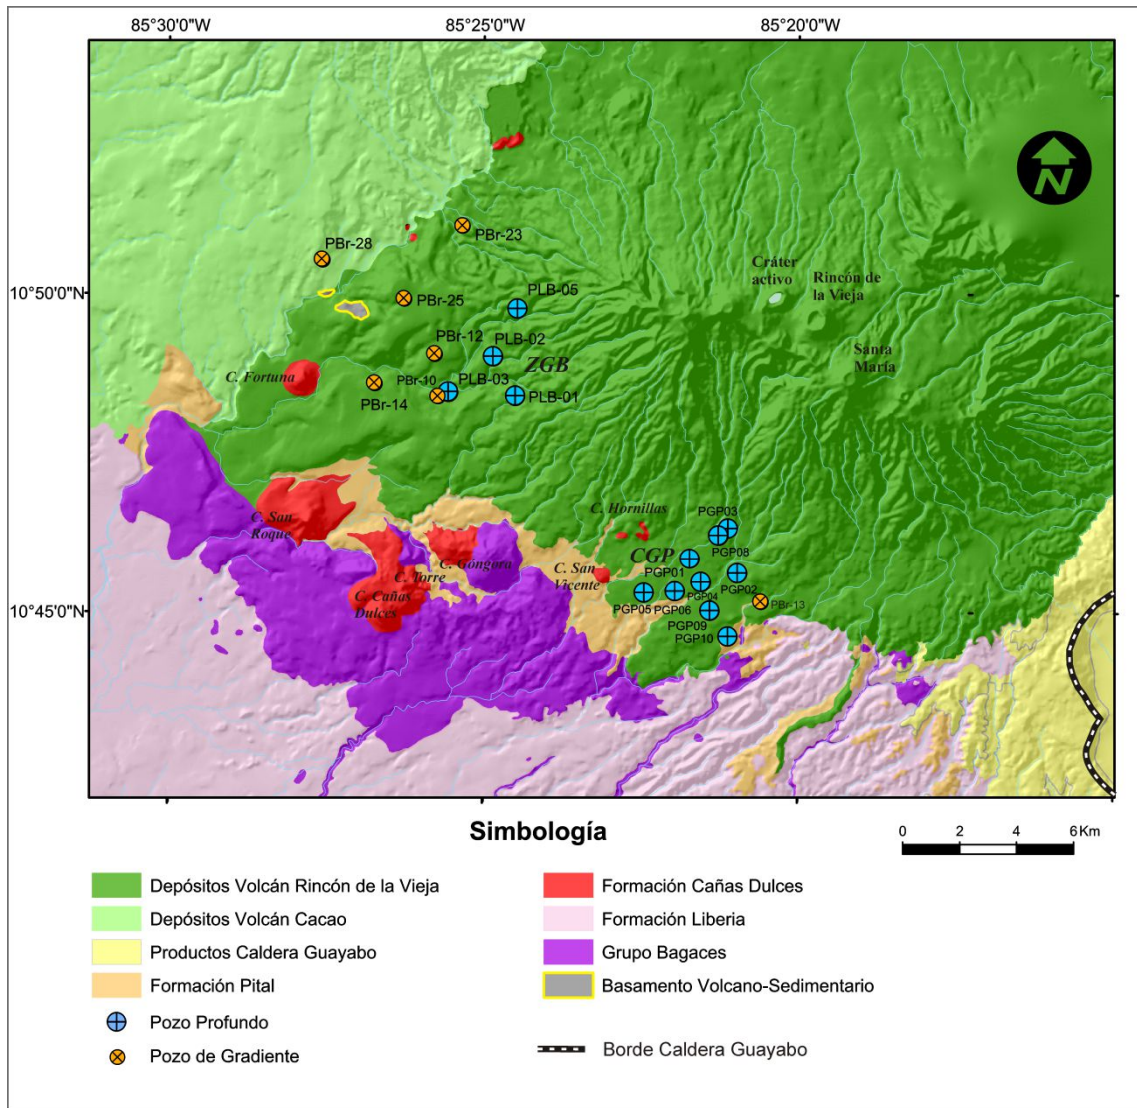 85°30'0"W
85°25'0"W
85°20'0"W
N
PBr-23
PBr-28
Cráter
activo
Rincón de
la Vieja
10°50'0"N
PBr-25
PLB-05
PBr-12
PLB-02
Santa
María
ZGB
C. Fortuna
PBr-10
PLB-03
PLB-01
PBr-14
C. Hornillas
PGP03
C. San
Roque
CGP
PGP08
C. Góngora
C. San
Vicente
C. Torre
PGP01
PGP02
C. Cañas
Dulces
PGP04
10°45'0"N
PGP05
PGP06
PBr-13
PGP09
PGP10
Simbología
0 2 4 6 Km
Depósitos Volcán Rincón de la Vieja
Formación Cañas Dulces
Depósitos Volcán Cacao
Formación Liberia
Productos Caldera Guayabo
Grupo Bagaces
Formación Pital
Basamento Volcano-Sedimentario
Pozo Profundo
Pozo de Gradiente
Borde Caldera Guayabo